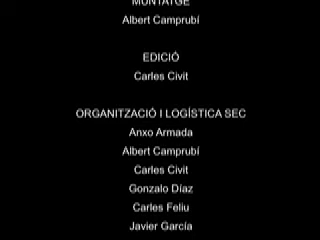 MUNTATGE
Albert Camprubí
EDICIÓ
Carles Civit
ORGANITZACIÓ I LOGÍSTICA SEC
Anxo Armada
Albert Camprubí
Carles Civit
Gonzalo Díaz
Carles Feliu
Javier García